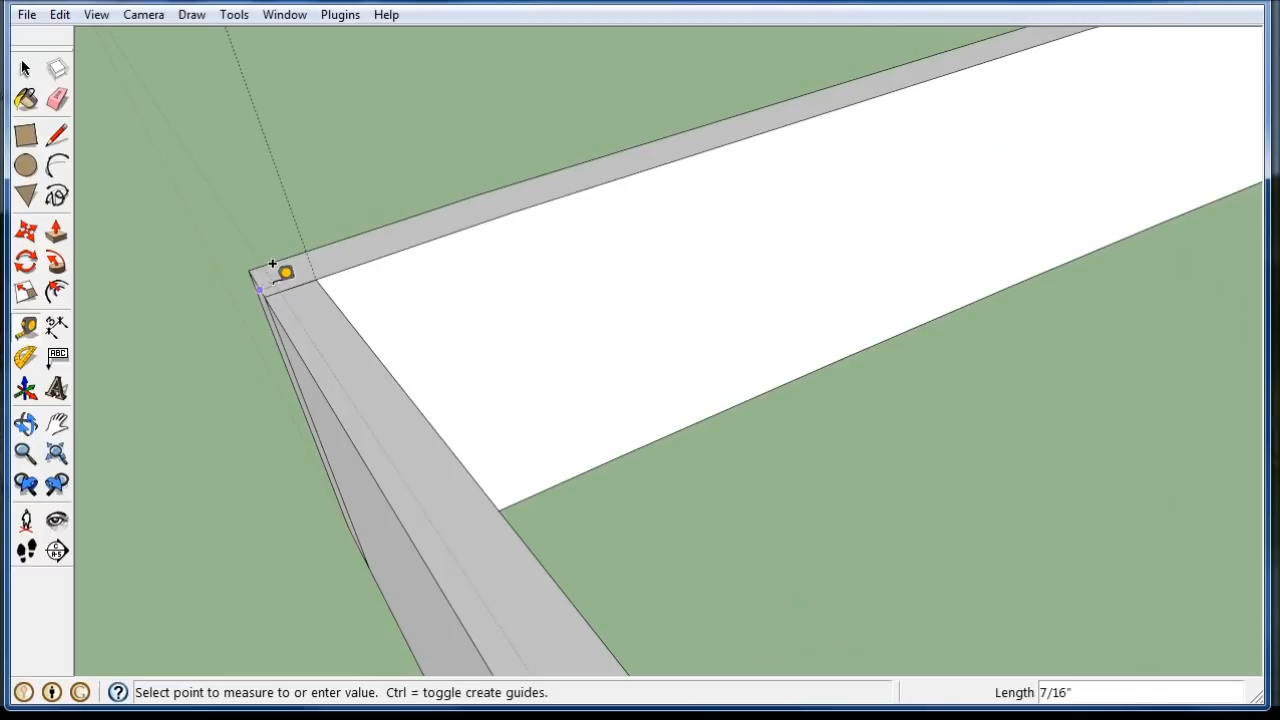 File Edit View Camera Draw Tools Window Plugins Help
ABC
A
C
A-5
Select point to measure to or enter value. Ctrl = toggle create guides.
Length 7/16"